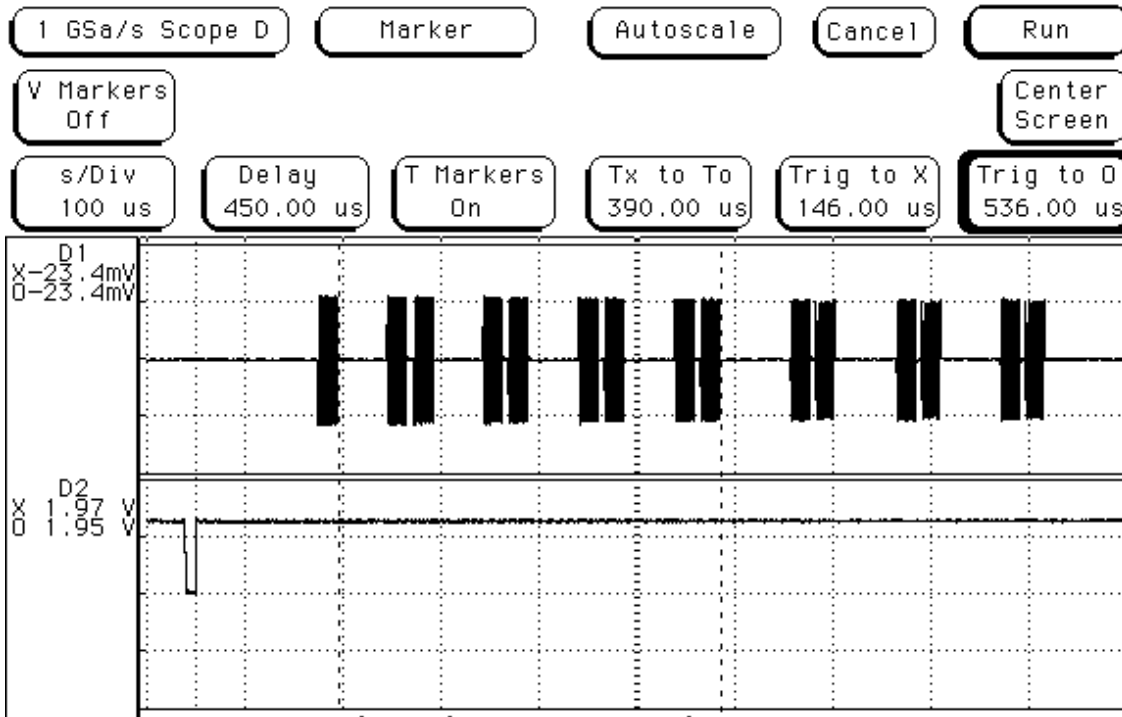 1 GSa/s Scope D
Marker
Autoscale
Cancel
Run
V Markers
Off
Center
Screen
s/Div
100 us
Delay
450.00 us
T Markers
On
Tx to To
390.00 us
Trig to X
146.00 us
Trig to O
536.00 us
D1
X-23.4mV
O-23.4mV
D2
X 1.97 V
O 1.95 V